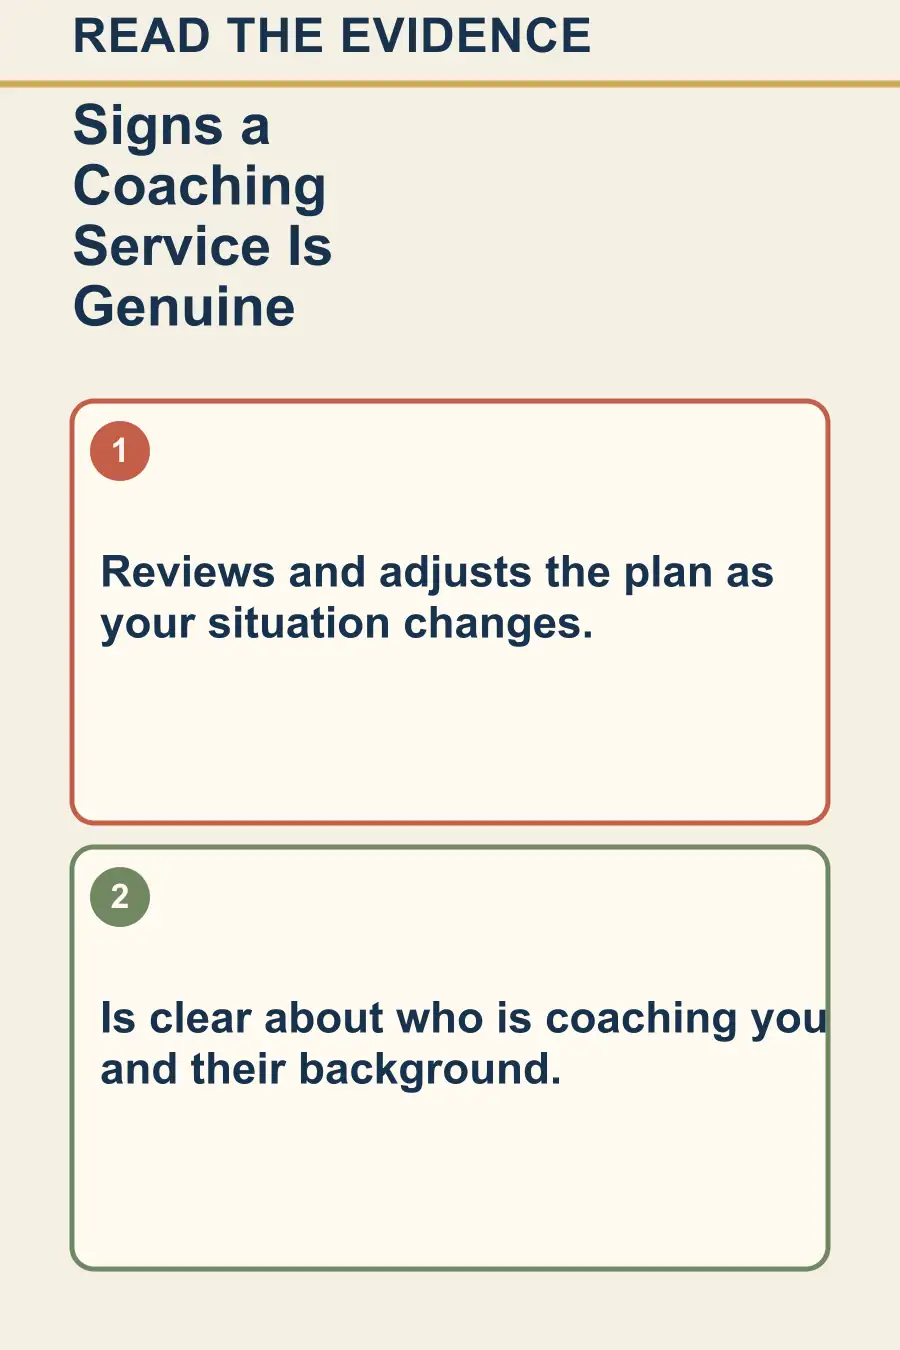 READ THE EVIDENCE
Signs a
Coaching
Service Is
Genuine
1
Reviews and adjusts the plan as
your situation changes.
2
Is clear about who is coaching you
and their background.